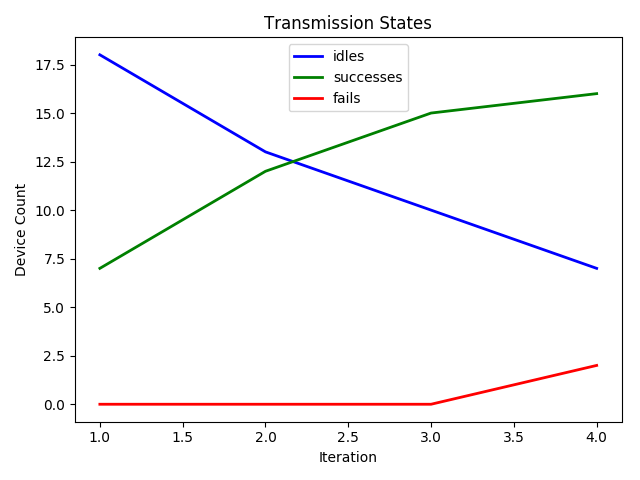 Transmission States
idles
successes
fails
17.5
15.0
12.5
10.0
7.5
5.0
2.5
0.0
Device Count
1.0 1.5 2.0 2.5 3.0 3.5 4.0
Iteration